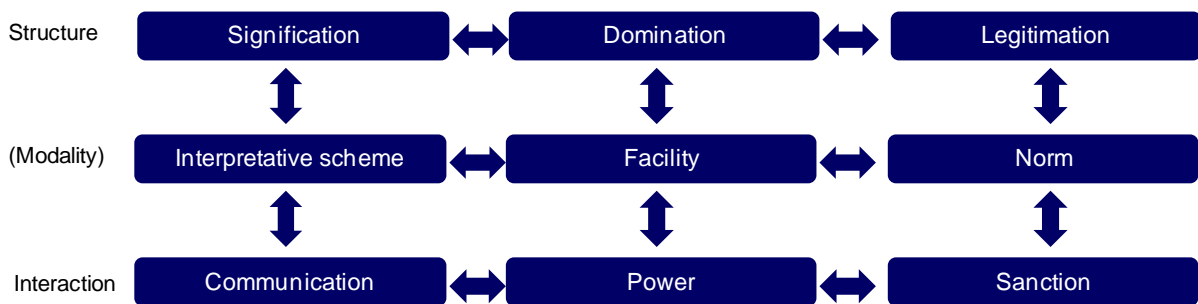 Structure Signification Domination Legitimation
(Modality) Interpretative scheme Facility Norm
Interaction Communication Power Sanction